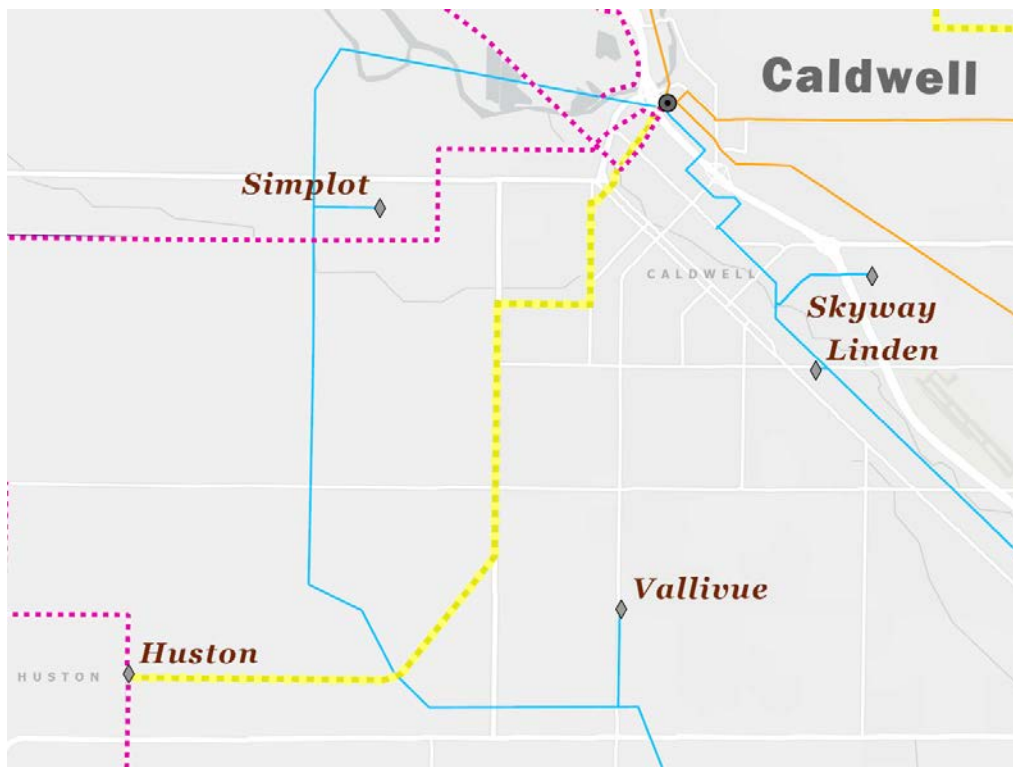 Caldwell
Simplot
CALDWELL
Skyway
Linden
Vallivue
Huston
HUSTON